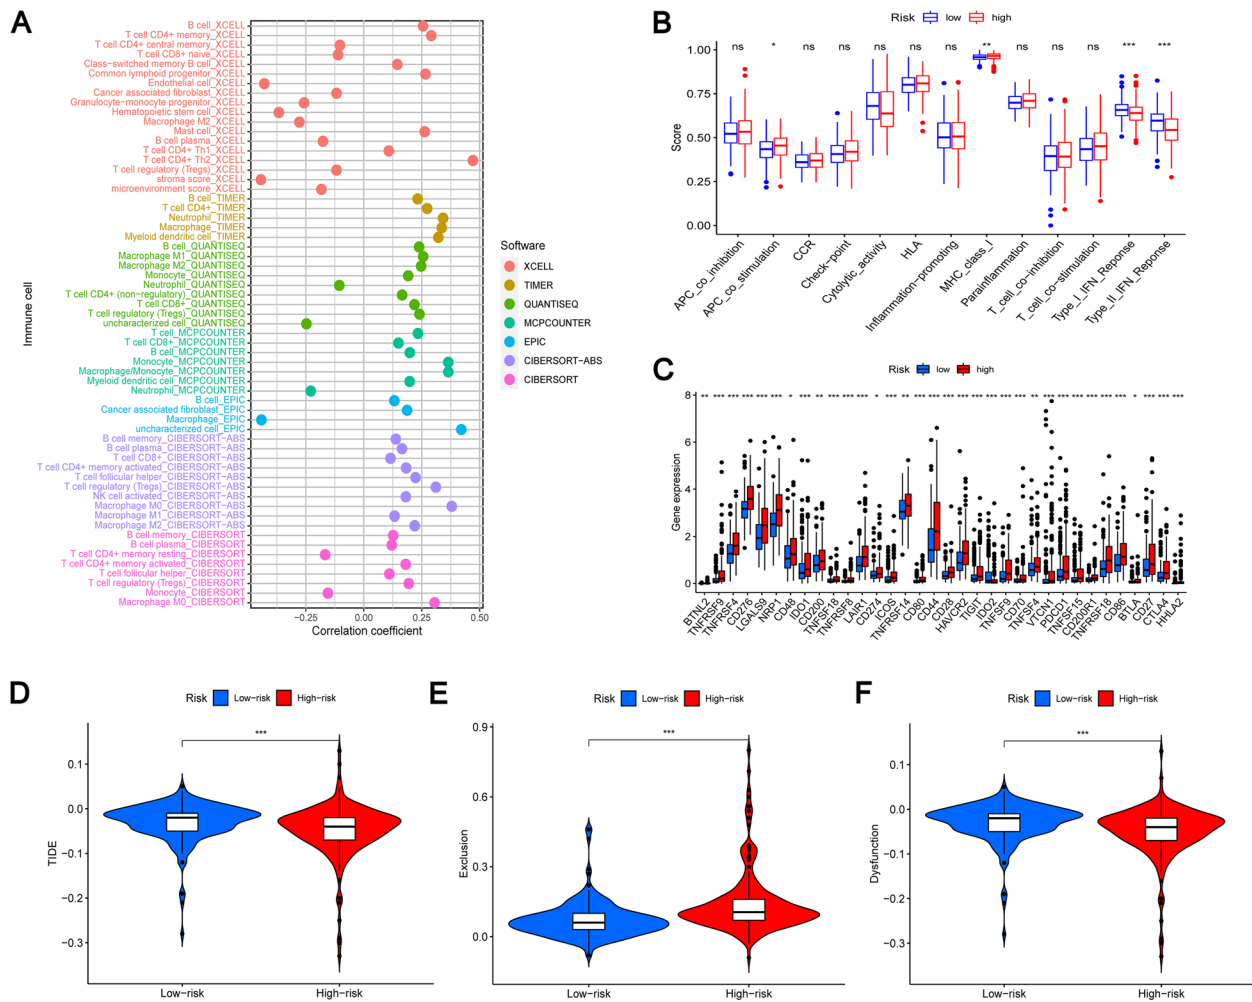 A
B cell_XCELL
T cell CD4+ memory_XCELL
T cell CD4+ central memory_XCELL
T cell CD8+ naive_XCELL
Class−switched memory B cell_XCELL
Common lymphoid progenitor_XCELL
Endothelial cell_XCELL
Cancer associated fibroblast_XCELL
Granulocyte−monocyte progenitor_XCELL
Hematopoietic stem cell_XCELL
Macrophage M2_XCELL
Mast cell_XCELL
B cell plasma_XCELL
T cell CD4+ Th1_XCELL
T cell CD4+ Th2_XCELL
T cell regulatory (Tregs)_XCELL
stroma score_XCELL
microenvironment score_XCELL
B cell_TIMER
T cell CD4+_TIMER
Neutrophil_TIMER
Macrophage_TIMER
Myeloid dendritic cell_TIMER
B cell_QUANTISEQ
Macrophage M1_QUANTISEQ
Macrophage M2_QUANTISEQ
Monocyte_QUANTISEQ
Neutrophil_QUANTISEQ
T cell CD4+ (non−regulatory)_QUANTISEQ
T cell CD8+_QUANTISEQ
T cell regulatory (Tregs)_QUANTISEQ
uncharacterized cell_QUANTISEQ
T cell_MCPCOUNTER
T cell CD8+_MCPCOUNTER
B cell_MCPCOUNTER
Monocyte_MCPCOUNTER
Macrophage/Monocyte_MCPCOUNTER
Myeloid dendritic cell_MCPCOUNTER
Neutrophil_MCPCOUNTER
B cell_EPIC
Cancer associated fibroblast_EPIC
Macrophage_EPIC
uncharacterized cell_EPIC
B cell memory_CIBERSORT−ABS
B cell plasma_CIBERSORT−ABS
T cell CD8+_CIBERSORT−ABS
T cell CD4+ memory activated_CIBERSORT−ABS
T cell follicular helper_CIBERSORT−ABS
T cell regulatory (Tregs)_CIBERSORT−ABS
NK cell activated_CIBERSORT−ABS
Macrophage M0_CIBERSORT−ABS
Macrophage M1_CIBERSORT−ABS
Macrophage M2_CIBERSORT−ABS
B cell memory_CIBERSORT
B cell plasma_CIBERSORT
T cell CD4+ memory resting_CIBERSORT
T cell CD4+ memory activated_CIBERSORT
T cell follicular helper_CIBERSORT
T cell regulatory (Tregs)_CIBERSORT
Monocyte_CIBERSORT
Macrophage M0_CIBERSORT
Immune cell
−0.25 0.00 0.25 0.50
Correlation coefficient
Software
XCELL
TIMER
QUANTISEQ
MCPCOUNTER
EPIC
CIBERSORT−ABS
CIBERSORT
B
Risk low high
ns * ns ns ns ns ns ** ns ns ns *** ***
1.00
0.75
0.50
0.25
0.00
Score
APC_co_inhibition
APC_co_stimulation
CCR
Check−point
Cytolytic_activity
HLA
Inflammation−promoting
MHC_class_I
Parainflammation
T_cell_co−inhibition
T_cell_co−stimulation
Type_I_IFN_Reponse
Type_II_IFN_Reponse
C
Risk low high
** *** *** *** *** *** * *** ** *** *** *** * *** ** *** *** *** *** *** *** *** *** ** *** *** *** *** *** *** * *** *** ***
8
6
4
2
0
Gene expression
BTNL2
TNFRSF9
TNFRSF4
CD276
LGALS9
NRP1
CD48
IDO1
CD200
TNFSF18
TNFRSF8
LAIR1
CD274
ICOS
TNFRSF14
CD80
CD44
CD28
HAVCR2
TIGIT
IDO2
TNFSF9
CD70
TNFSF4
VTCN1
PDCD1
TNFSF15
CD200R1
TNFRSF18
CD86
BTLA
CD27
CTLA4
HHLA2
D
Risk Low−risk High−risk
***
0.1
0.0
−0.1
−0.2
−0.3
TIDE
Low−risk High−risk
E
Risk Low−risk High−risk
***
0.9
0.6
0.3
0.0
Exclusion
Low−risk High−risk
F
Risk Low−risk High−risk
***
0.1
0.0
−0.1
−0.2
−0.3
Dysfunction
Low−risk High−risk